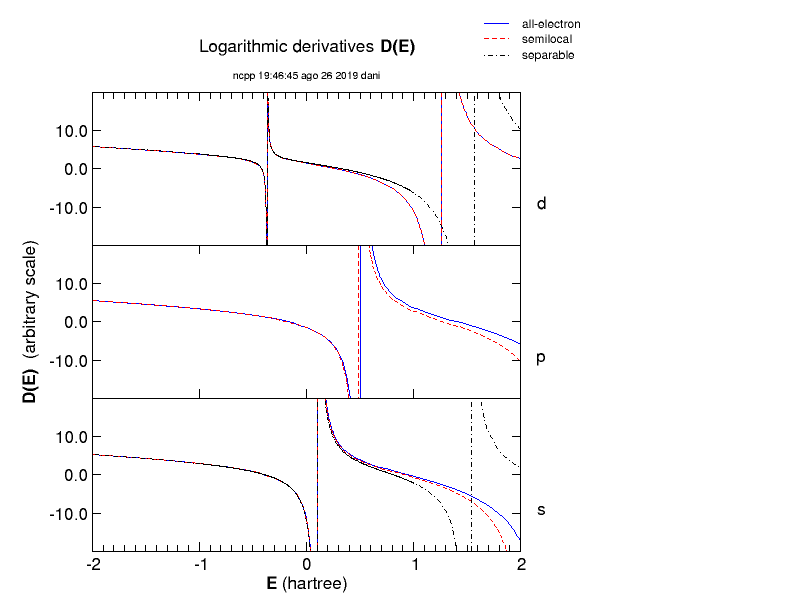 all-electron
semilocal
separable
Logarithmic derivatives D(E)
ncpp 19:46:45 ago 26 2019 dani
10.0
0.0
-10.0
d
10.0
0.0
-10.0
p
10.0
0.0
-10.0
s
D(E) (arbitrary scale)
-2 -1 0 1 2
E (hartree)